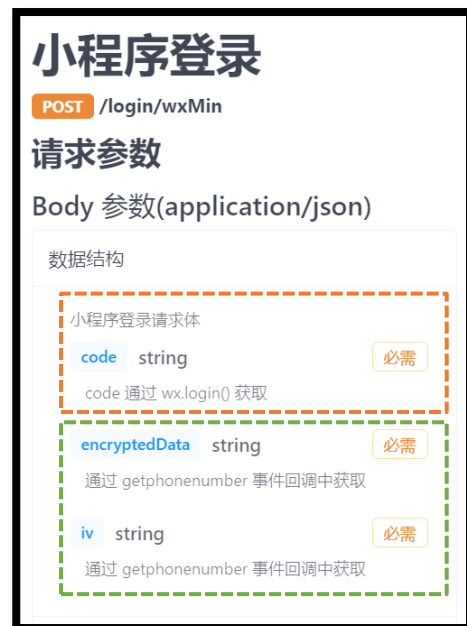 小程序登录
POST /login/wxMin
请求参数
Body 参数(application/json)
数据结构
小程序登录请求体
code string 必需
code 通过 wx.login() 获取
encryptedData string 必需
通过 getphonenumber 事件回调中获取
iv string 必需
通过 getphonenumber 事件回调中获取